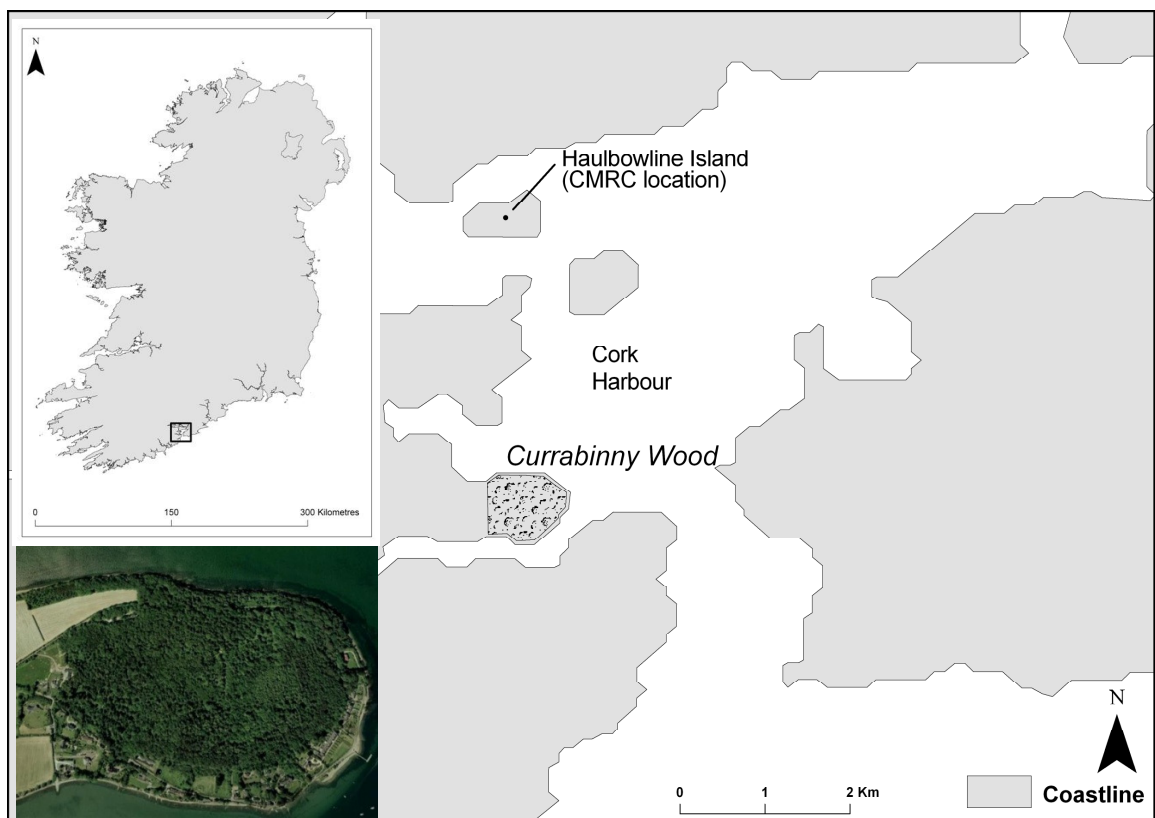 N
0 150 300 Kilometres
Haulbowline Island
(CMRC location)
Cork
Harbour
Currabinny Wood
N
0 1 2 Km
Coastline